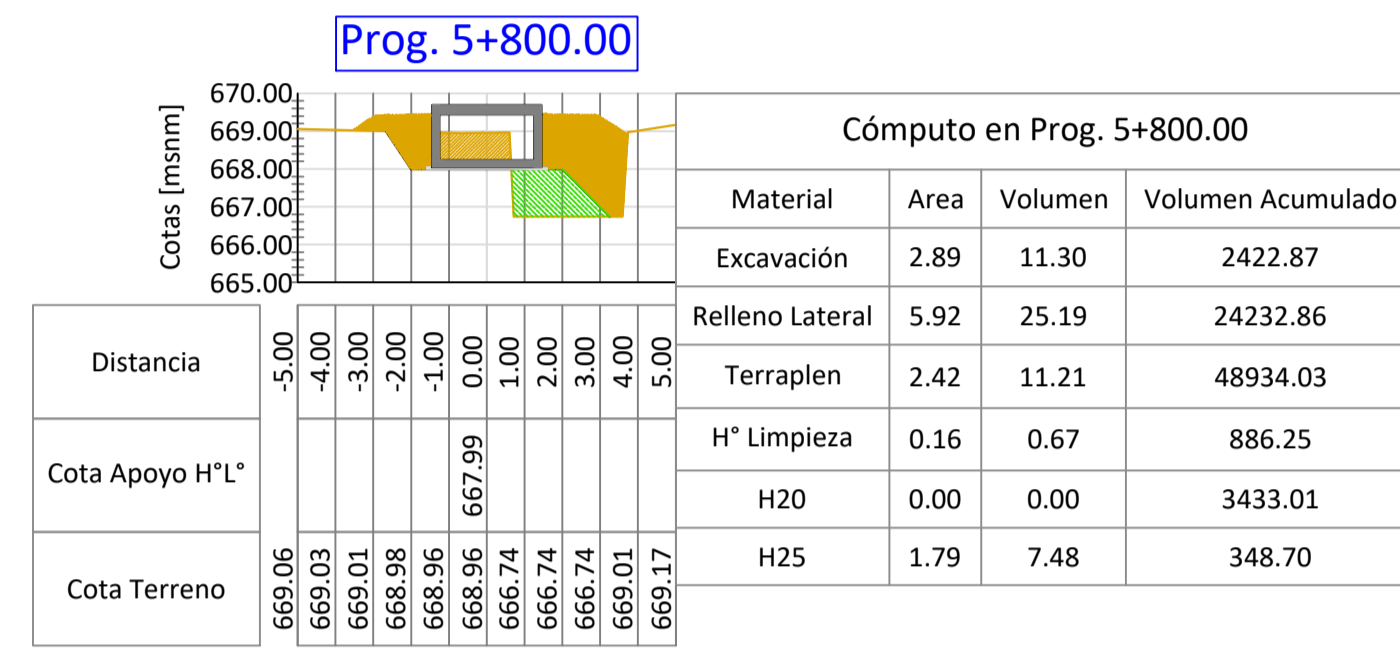 Prog. 5+800.00
Cotas [msnm]
670.00
669.00
668.00
667.00
666.00
665.00
Distancia -5.00 -4.00 -3.00 -2.00 -1.00 0.00 1.00 2.00 3.00 4.00 5.00
Cota Apoyo H°L° 667.99
Cota Terreno 669.06 669.03 669.01 668.98 668.96 668.96 666.74 666.74 666.74 669.01 669.17
Cómputo en Prog. 5+800.00
Material Area Volumen Volumen Acumulado
Excavación 2.89 11.30 2422.87
Relleno Lateral 5.92 25.19 24232.86
Terraplen 2.42 11.21 48934.03
H° Limpieza 0.16 0.67 886.25
H20 0.00 0.00 3433.01
H25 1.79 7.48 348.70